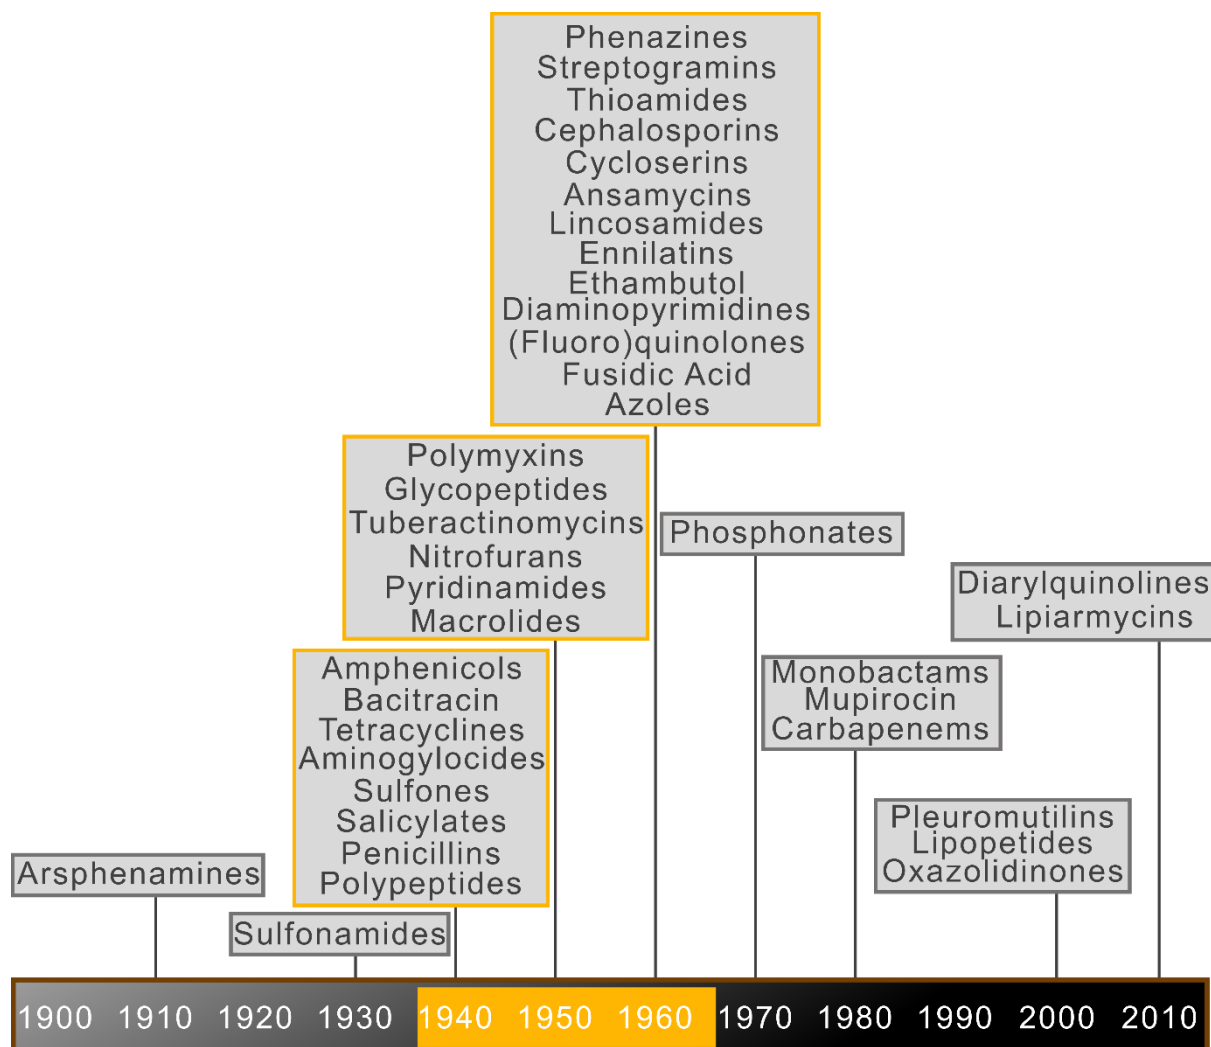 Phenazines
Streptogramins
Thioamides
Cephalosporins
Cycloserins
Ansamycins
Lincosamides
Ennilatins
Ethambutol
Diaminopyrimidines
(Fluoro)quinolones
Fusidic Acid
Azoles
Polymyxins
Glycopeptides
Tuberactinomycins
Nitrofurans
Pyridinamides
Macrolides
Phosphonates
Diarylquinolines
Lipiarmycins
Amphenicols
Bacitracin
Tetracyclines
Aminogylocides
Sulfones
Salicylates
Penicillins
Polypeptides
Monobactams
Mupirocin
Carbapenems
Pleuromutilins
Lipopetides
Oxazolidinones
Arsphenamines
Sulfonamides
1900 1910 1920 1930 1940 1950 1960 1970 1980 1990 2000 2010